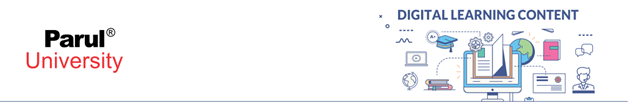 Parul®
University
DIGITAL LEARNING CONTENT
A+